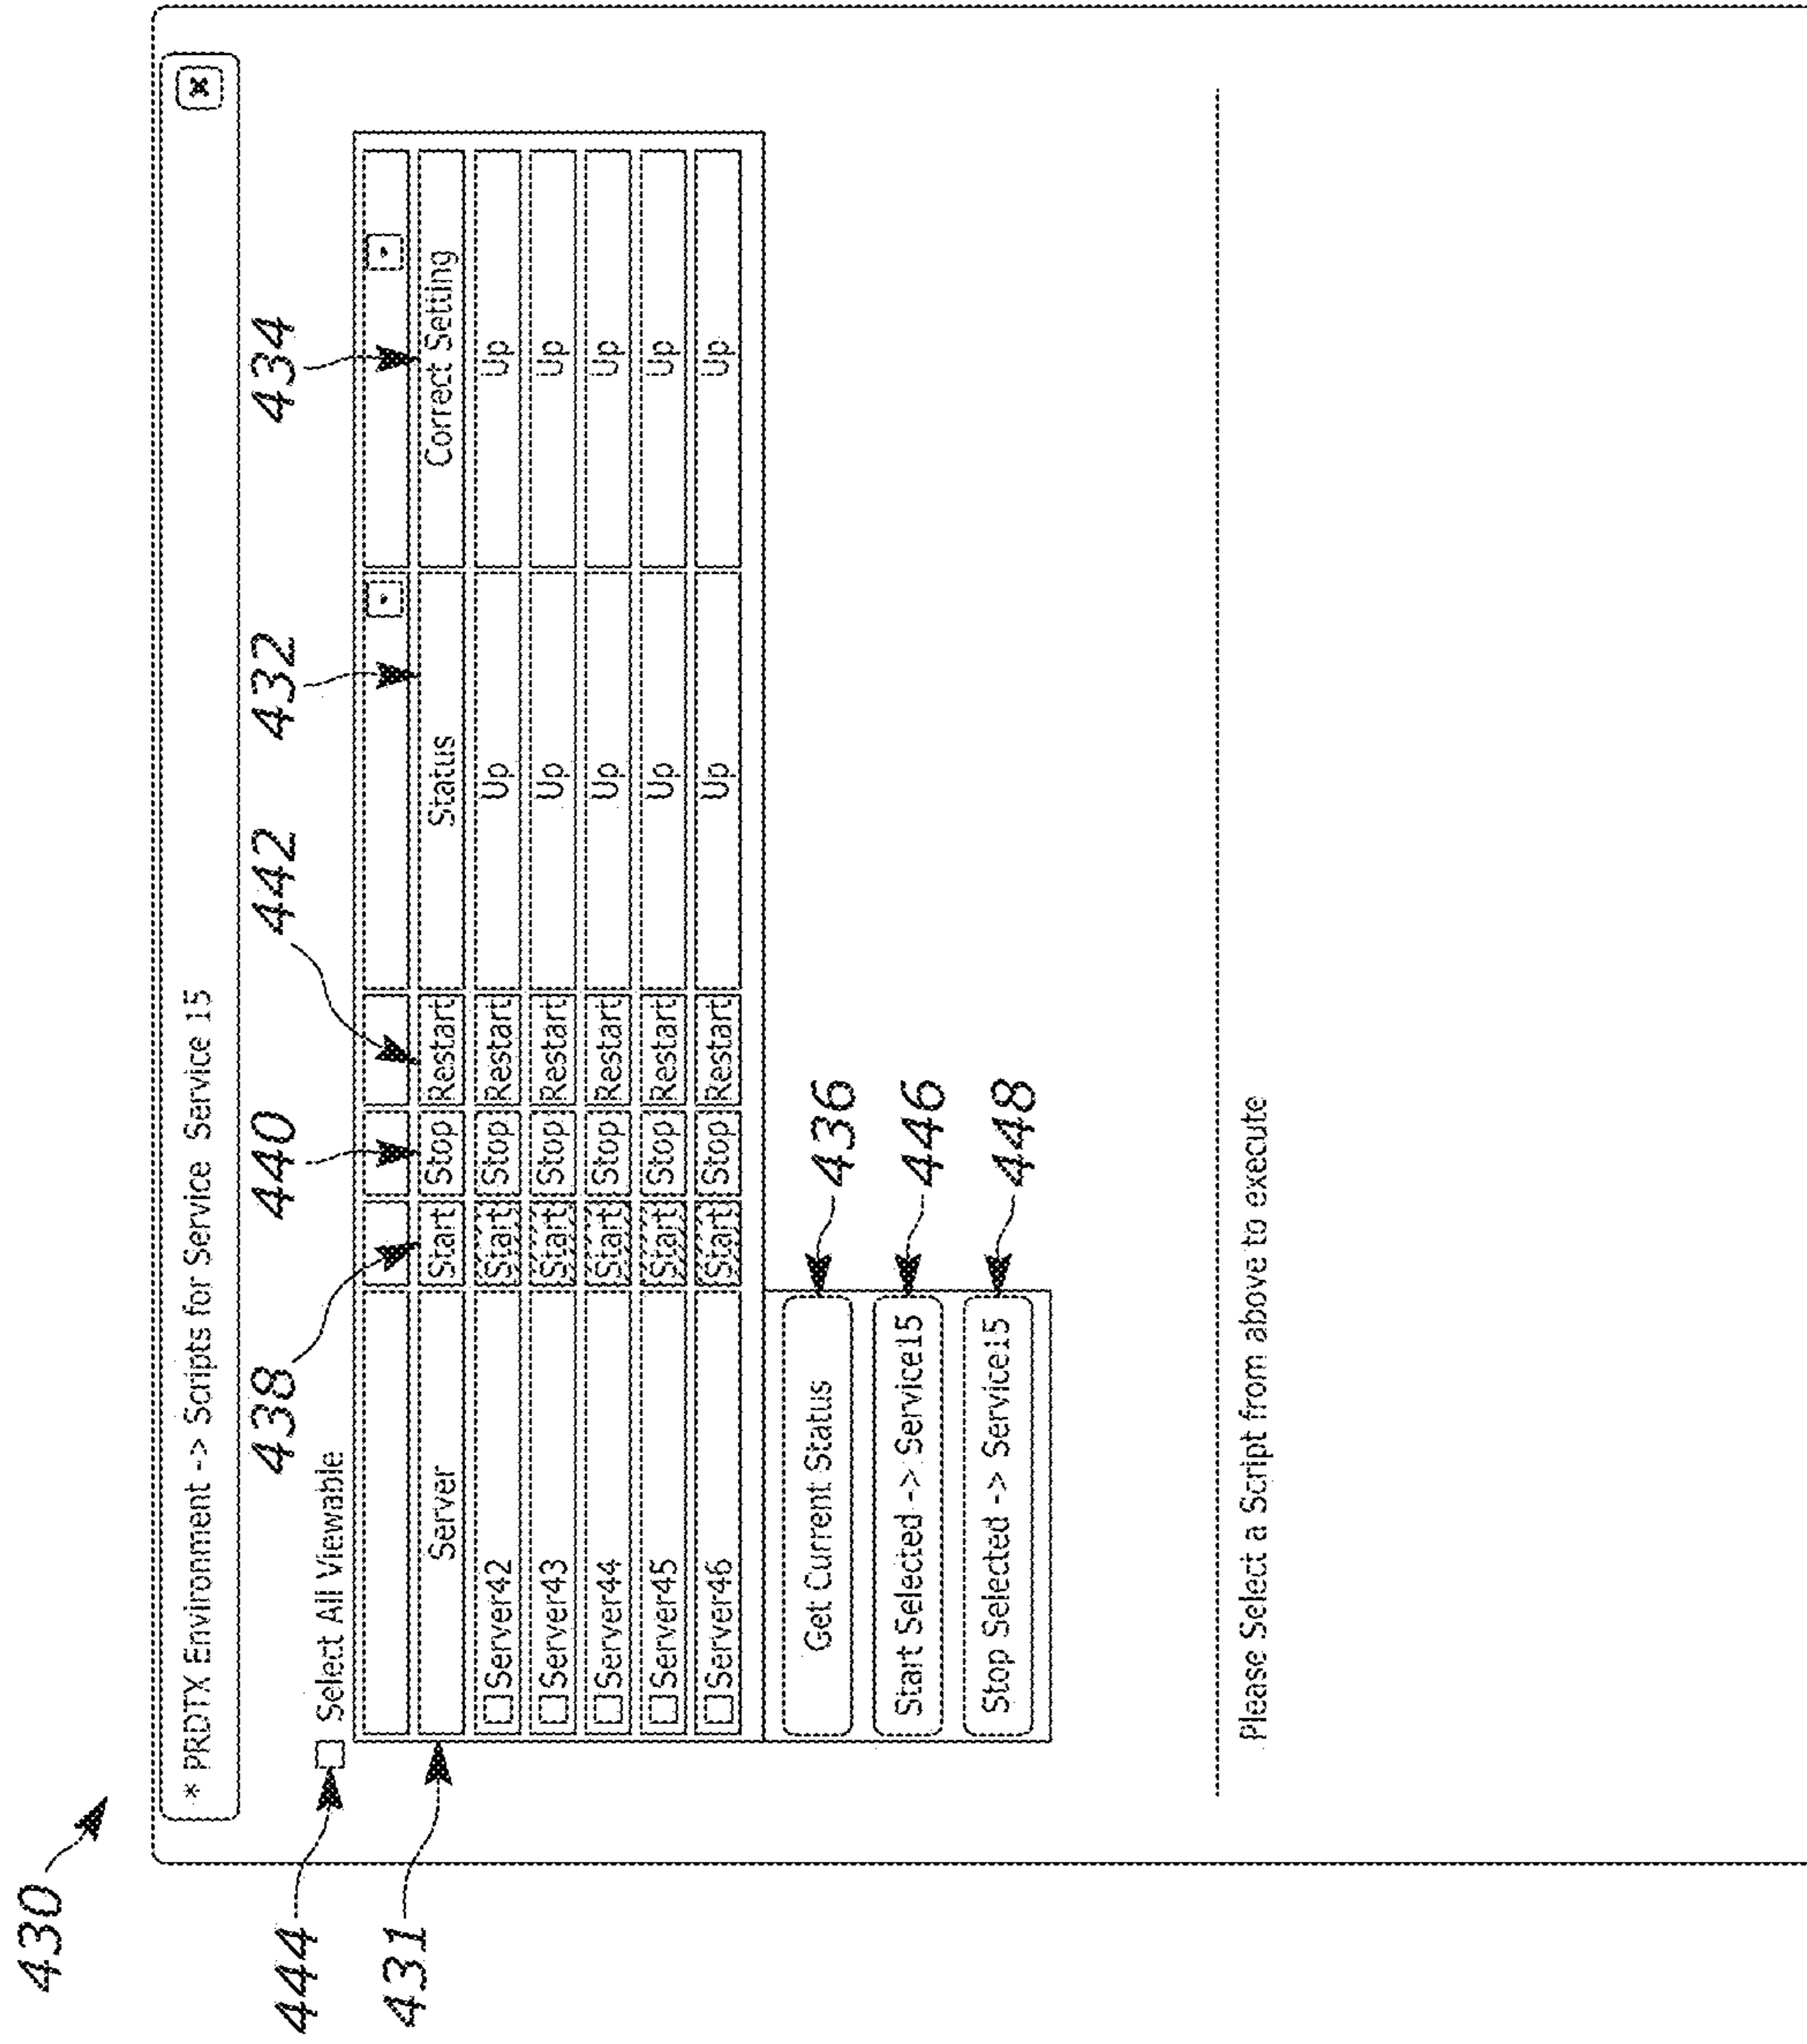 430
* PRDTX Environment -> Scripts for Service Service 15
x
438 440 442 432 434
444
Select All Viewable
431
Server Start Stop Restart Status Correct Setting
Server42 Start Stop Restart Up Up
Server43 Start Stop Restart Up Up
Server44 Start Stop Restart Up Up
Server45 Start Stop Restart Up Up
Server46 Start Stop Restart Up Up
Get Current Status 436
Start Selected -> Service15 446
Stop Selected -> Service15 448
Please Select a Script from above to execute